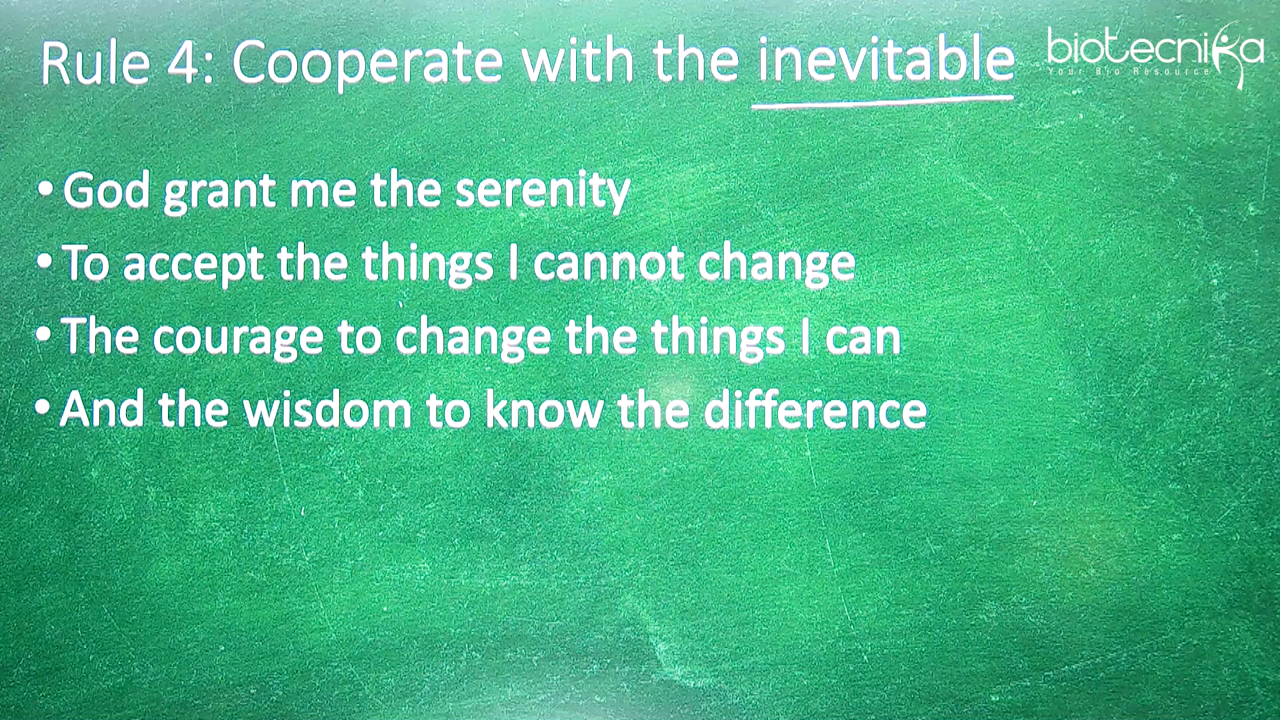 Rule 4: Cooperate with the inevitable
biotecnika
Your Bio Resource
• God grant me the serenity
• To accept the things I cannot change
• The courage to change the things I can
• And the wisdom to know the difference